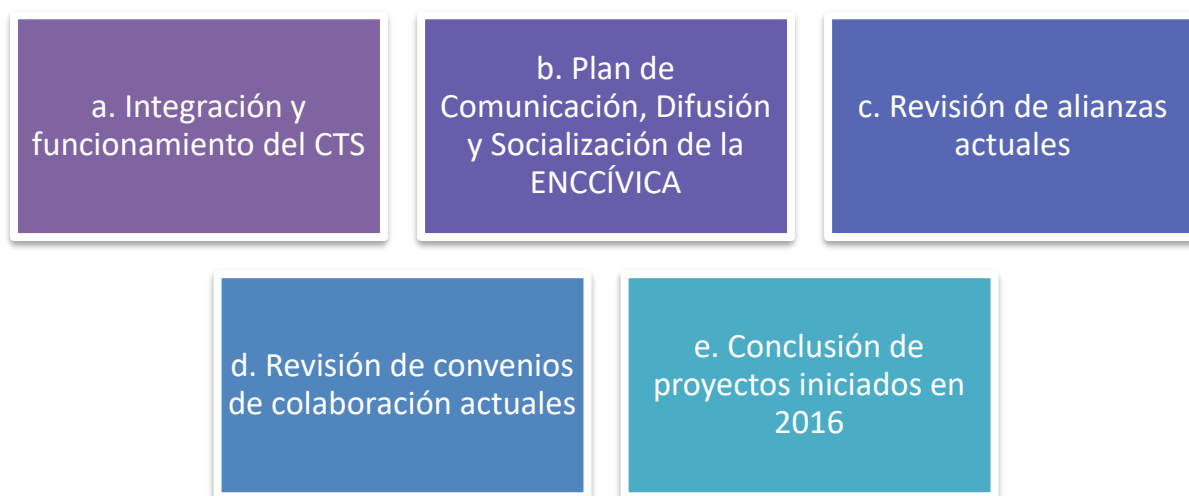 a. Integración y
funcionamiento del CTS
b. Plan de
Comunicación, Difusión
y Socialización de la
ENCCÍVICA
c. Revisión de alianzas
actuales
d. Revisión de convenios
de colaboración actuales
e. Conclusión de
proyectos iniciados en
2016